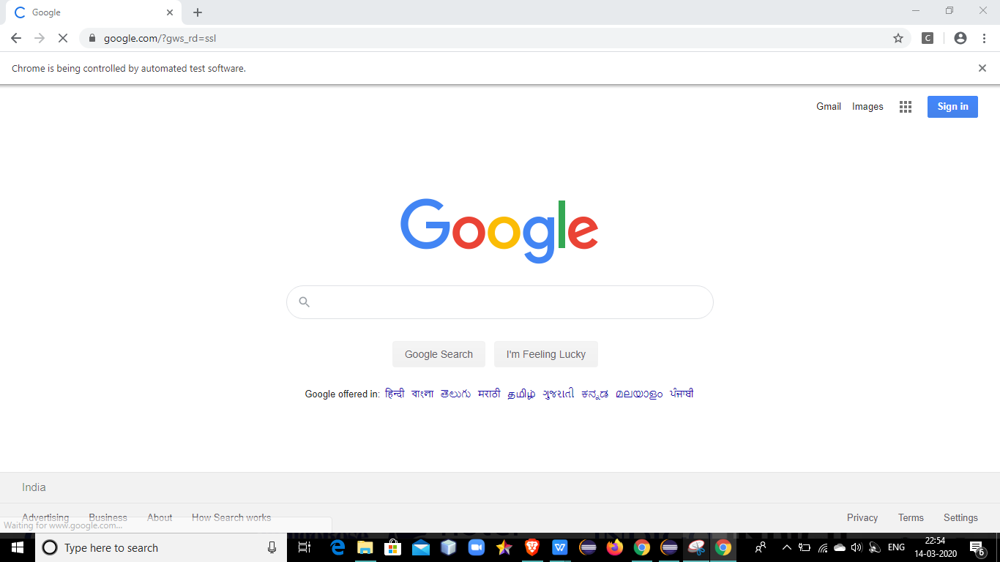 Google
google.com/?gws_rd=ssl
C
Chrome is being controlled by automated test software.
Gmail Images Sign in
Google
Google Search I'm Feeling Lucky
Google offered in: हिन्दी বাংলা తెలుగు मराठी தமிழ் ગુજરાતી ಕನ್ನಡ മലയാളം ਪੰਜਾਬੀ
India
Advertising Business About How Search works Privacy Terms Settings
Waiting for www.google.com...
Type here to search ENG 22:54
14-03-2020 6